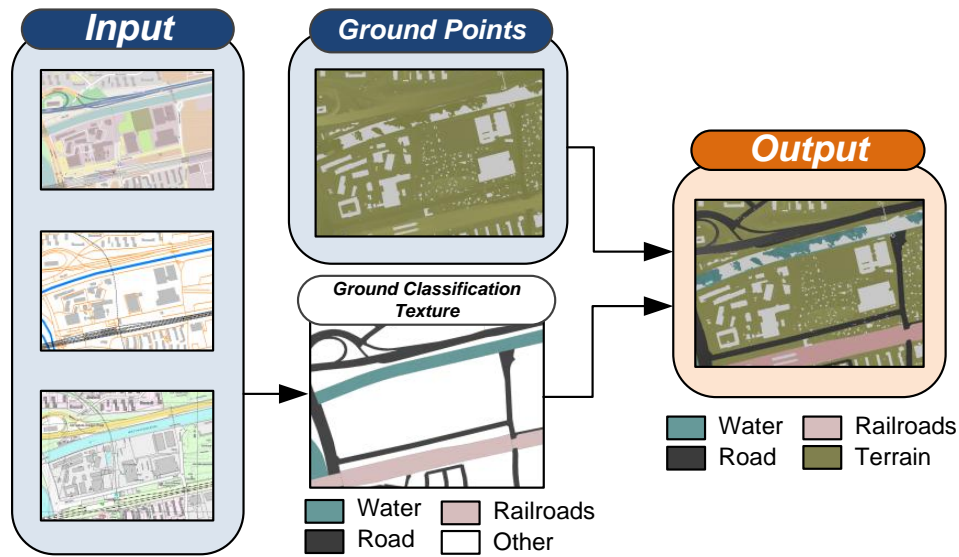 Input
Ground Points
Output
Ground Classification
Texture
Water
Railroads
Road
Other
Water
Railroads
Road
Terrain